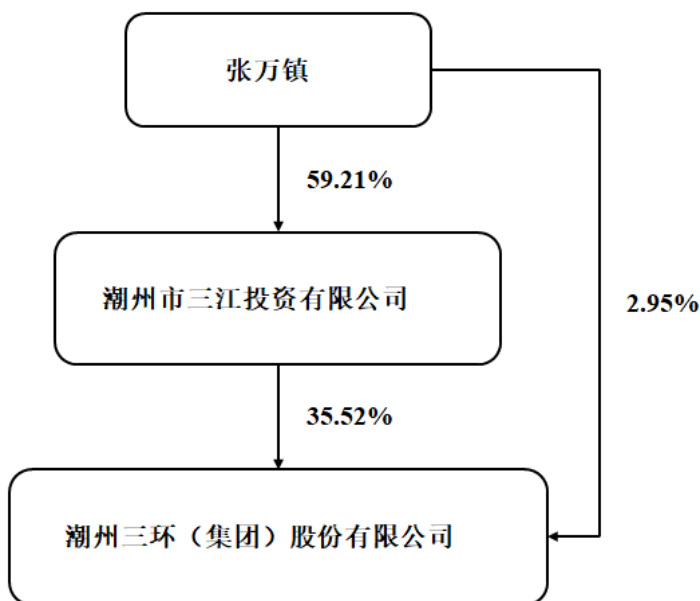 张万镇
59.21%
潮州市三江投资有限公司
2.95%
35.52%
潮州三环（集团）股份有限公司